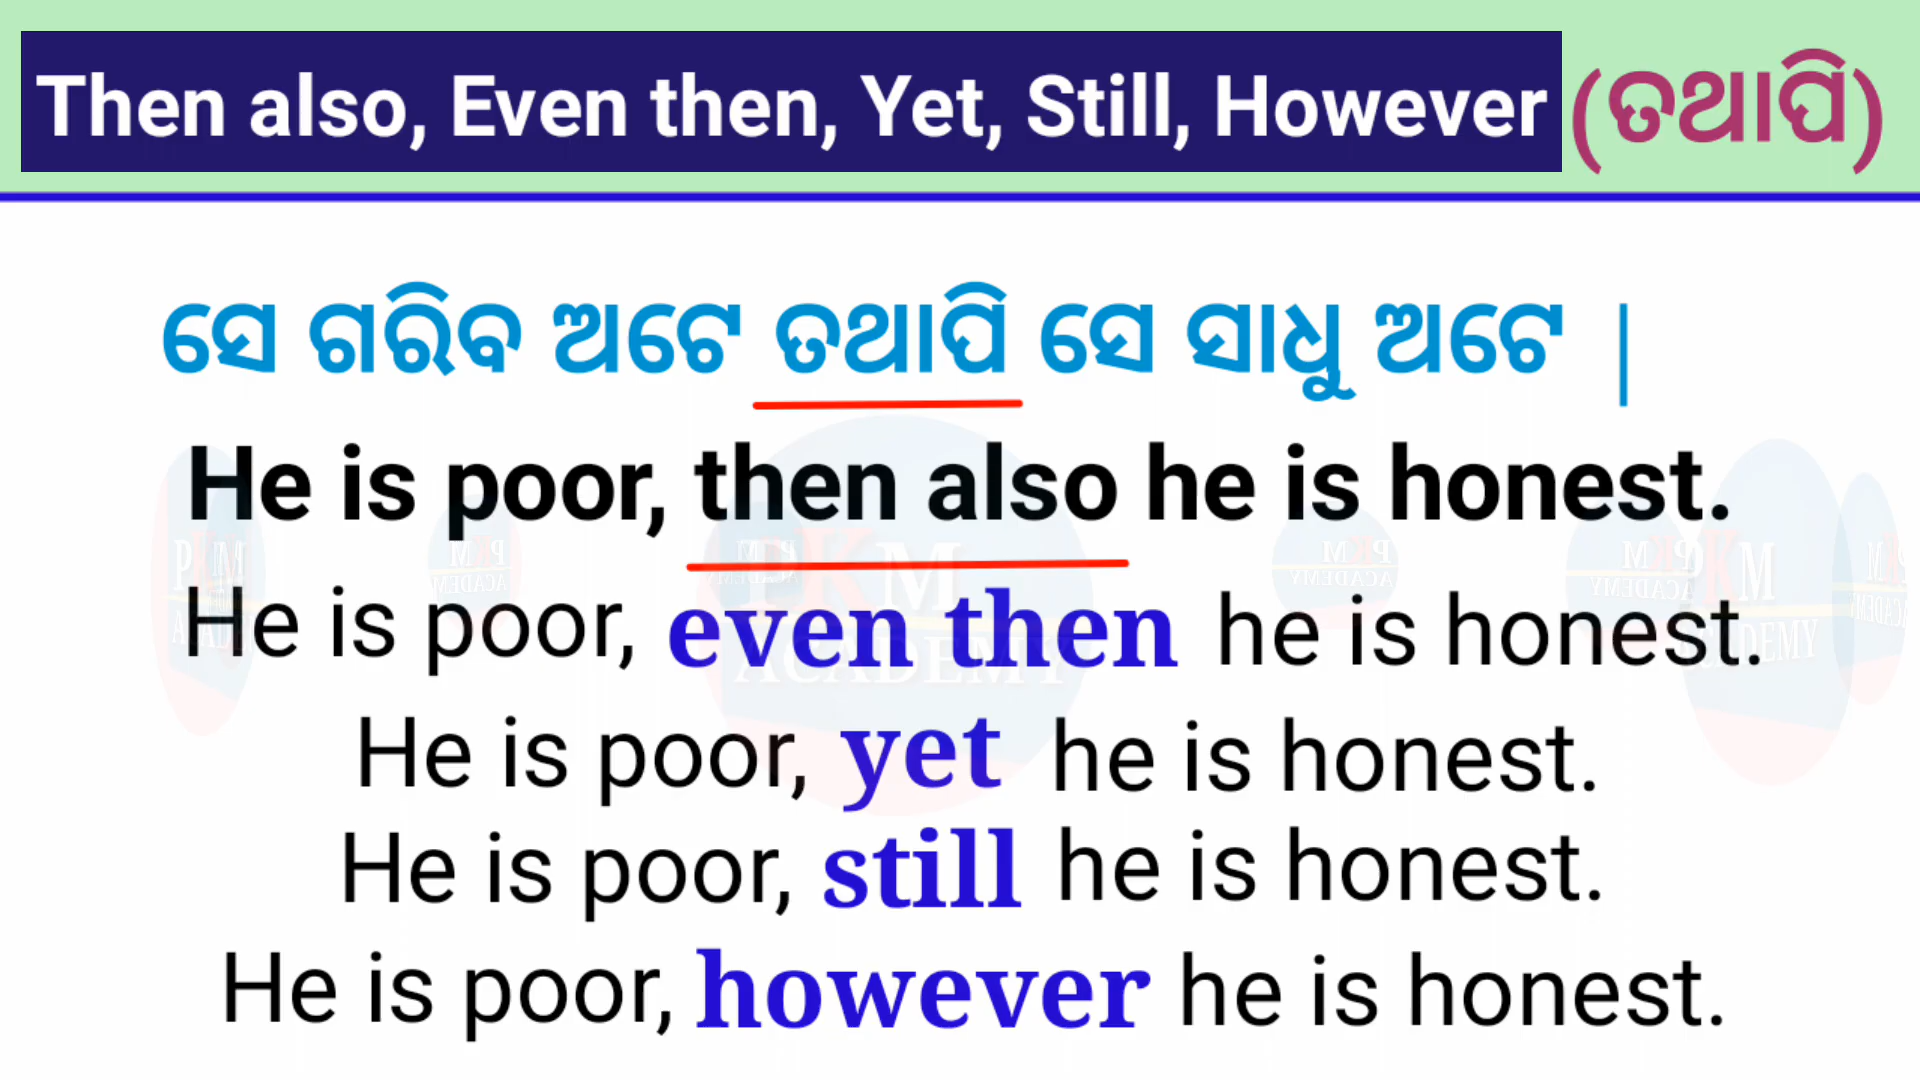 Then also, Even then, Yet, Still, However (ତଥାପି)
ସେ ଗରିବ ଅଟେ ତଥାପି ସେ ସାଧୁ ଅଟେ |
He is poor, then also he is honest.
He is poor, even then he is honest.
He is poor, yet he is honest.
He is poor, still he is honest.
He is poor, however he is honest.
PKM
ACADEMY